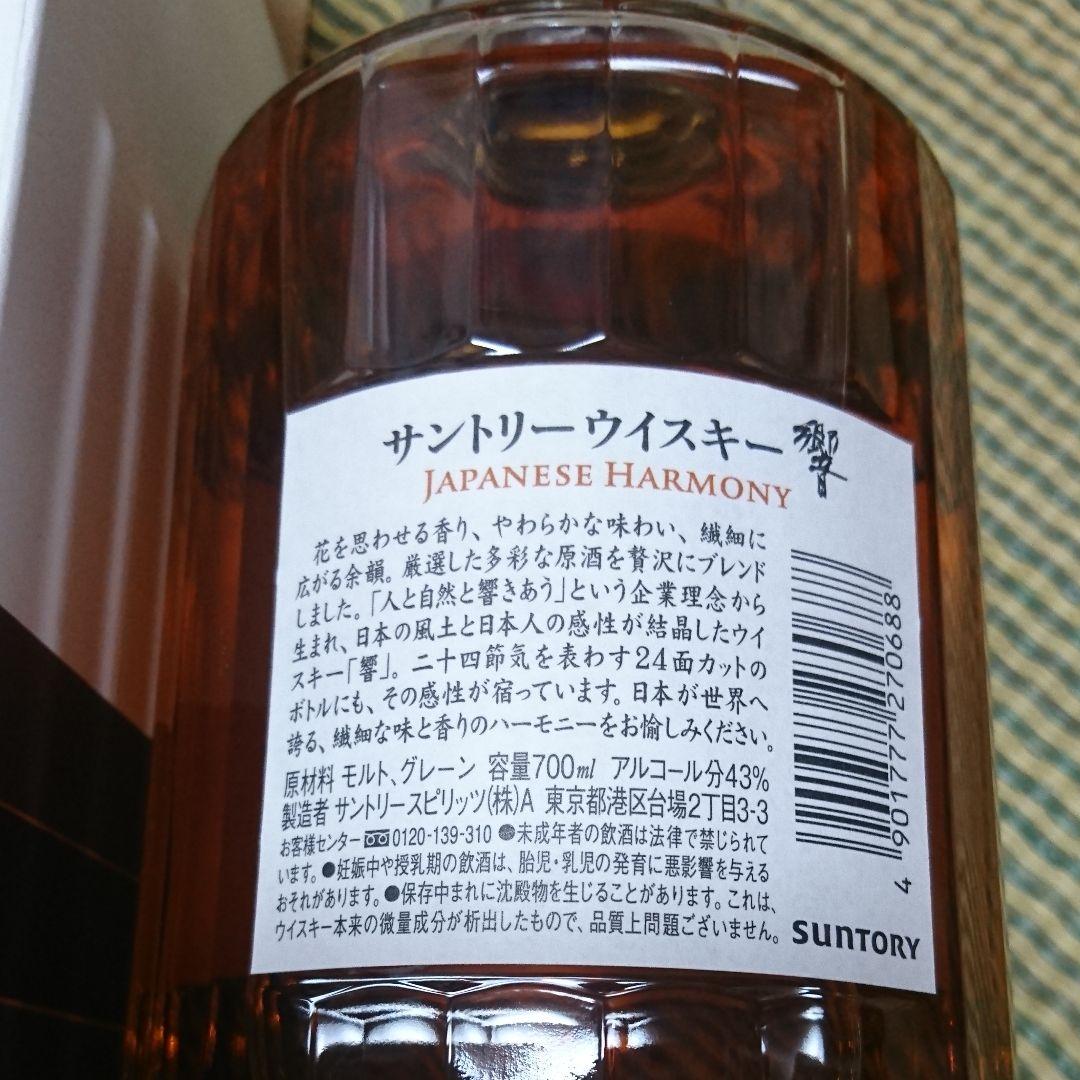 サントリーウイスキー 響
JAPANESE HARMONY
花を思わせる香り、やわらかな味わい、繊細に
広がる余韻。厳選した多彩な原酒を贅沢にブレンド
しました。「人と自然と響きあう」という企業理念から
生まれ、日本の風土と日本人の感性が結晶したウイ
スキー「響」。二十四節気を表わす24面カットの
ボトルにも、その感性が宿っています。日本が世界へ
誇る、繊細な味と香りのハーモニーをお愉しみください。
原材料 モルト、グレーン 容量700ml アルコール分43%
製造者 サントリースピリッツ(株)A 東京都港区台場2丁目3-3
お客様センター 0120-139-310 ●未成年者の飲酒は法律で禁じられて
います。●妊娠中や授乳期の飲酒は、胎児・乳児の発育に悪影響を与える
おそれがあります。●保存中まれに沈殿物を生じることがあります。これは、
ウイスキー本来の微量成分が析出したもので、品質上問題ございません。
4 901777 270688
SUNTORY